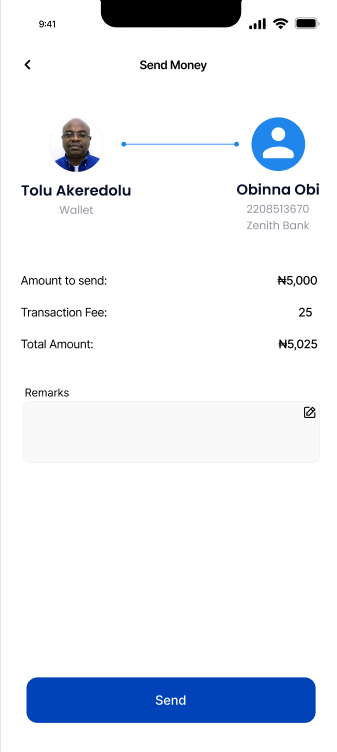 9:41
Send Money
Tolu Akeredolu
Wallet
Obinna Obi
2208513670
Zenith Bank
Amount to send: ₦5,000
Transaction Fee: 25
Total Amount: ₦5,025
Remarks
Send